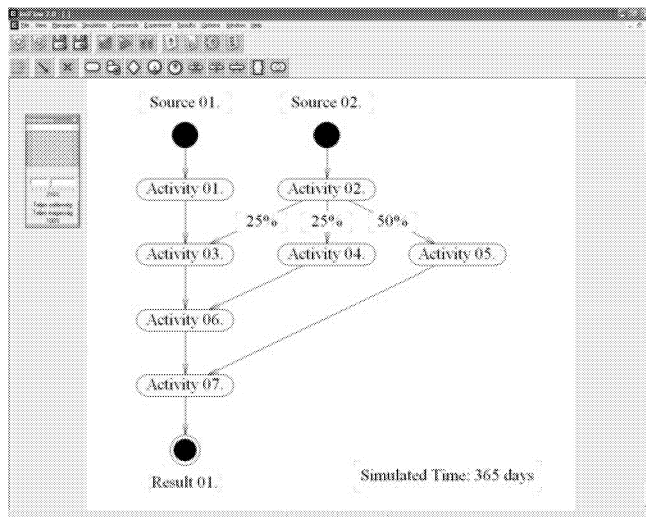 Source 01.
Source 02.
Activity 01.
Activity 02.
25%
25%
50%
Activity 03.
Activity 04.
Activity 05.
Activity 06.
Activity 07.
Result 01.
Simulated Time: 365 days